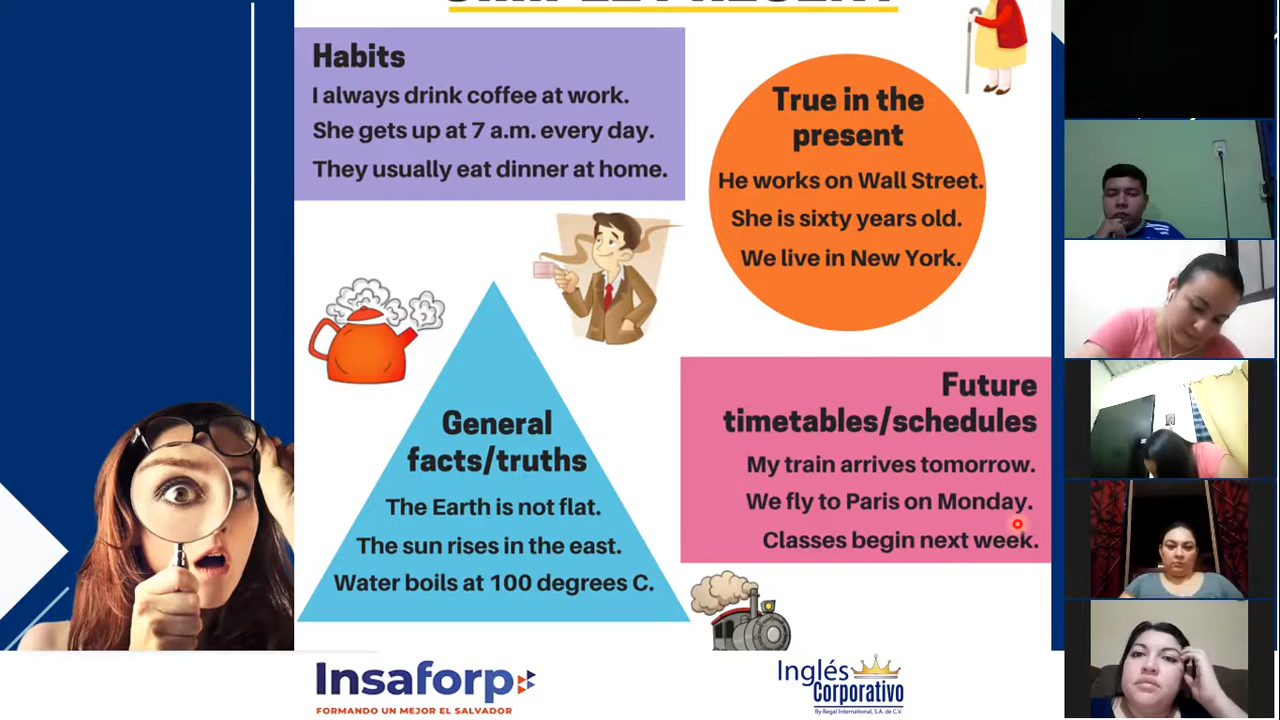 Habits
I always drink coffee at work.
She gets up at 7 a.m. every day.
They usually eat dinner at home.
True in the
present
He works on Wall Street.
She is sixty years old.
We live in New York.
General
facts/truths
The Earth is not flat.
The sun rises in the east.
Water boils at 100 degrees C.
Future
timetables/schedules
My train arrives tomorrow.
We fly to Paris on Monday.
Classes begin next week.
Insaforp
FORMANDO UN MEJOR EL SALVADOR
Inglés
Corporativo
By Regal International, S.A. de C.V.